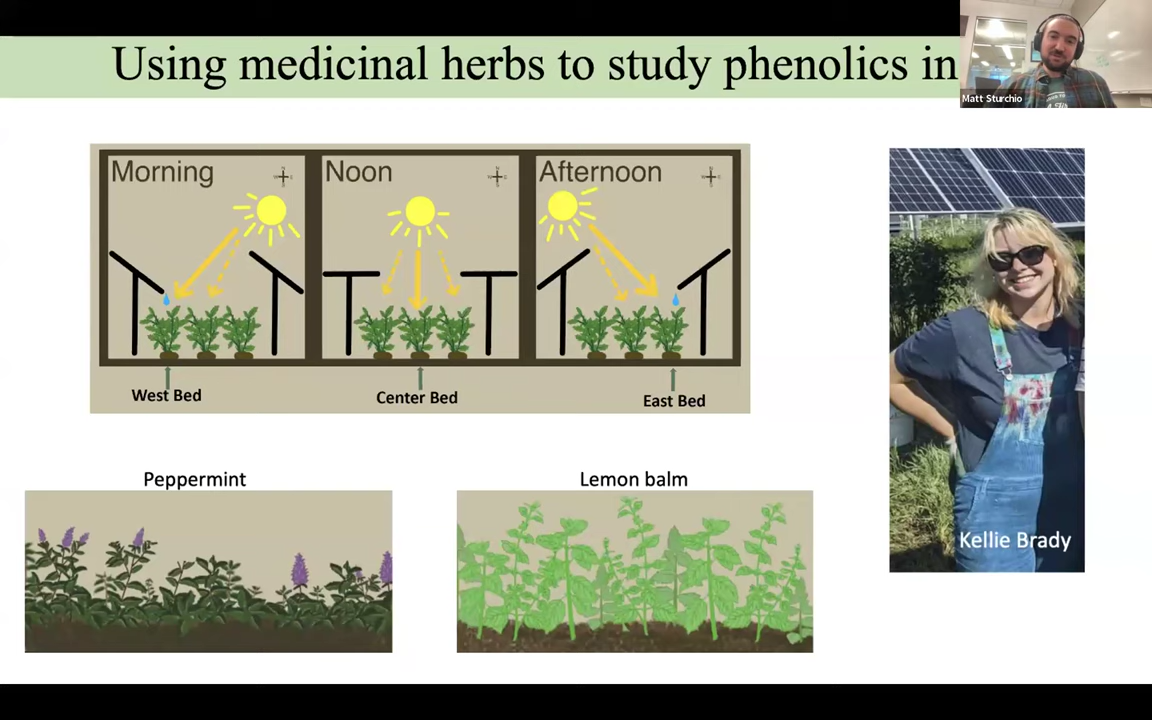 Using medicinal herbs to study phenolics in
Matt Sturchio
Morning
Noon
Afternoon
West Bed
Center Bed
East Bed
Peppermint
Lemon balm
Kellie Brady